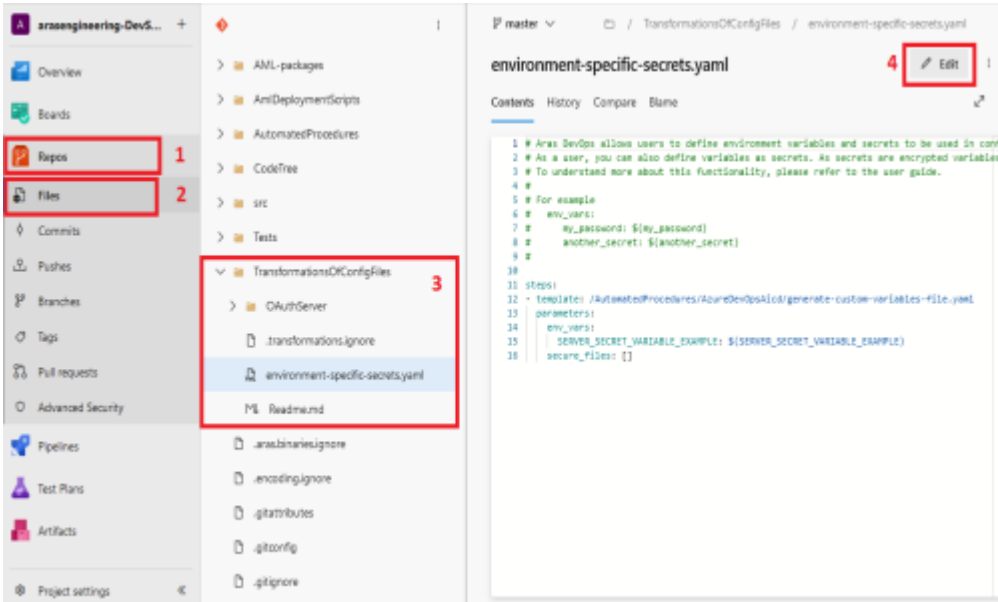 A arasengineering-DevS... +
Overview
Boards
Repos 1
Files 2
Commits
Pushes
Branches
Tags
Pull requests
Advanced Security
Pipelines
Test Plans
Artifacts
Project settings
AML-packages
AmlDeploymentScripts
AutomatedProcedures
CodeTree
src
Tests
TransformationsOfConfigFiles
3
OAuthServer
.transformations.ignore
environment-specific-secrets.yaml
M↓ Readme.md
.aras.binaries.ignore
.encoding.ignore
.gitattributes
.gitconfig
.gitignore
master / TransformationsOfConfigFiles / environment-specific-secrets.yaml
environment-specific-secrets.yaml 4 Edit
Contents History Compare Blame
1 # Aras DevOps allows users to define environment variables and secrets to be used in cont
2 # As a user, you can also define variables as secrets. As secrets are encrypted variables
3 # To understand more about this functionality, please refer to the user guide.
4 #
5 # For example
6 # env_vars:
7 # my_password: $(my_password)
8 # another_secret: $(another_secret)
9 #
10
11 steps:
12 - template: /AutomatedProcedures/AzureDevOpsAicd/generate-custom-variables-file.yaml
13 parameters:
14 env_vars:
15 SERVER_SECRET_VARIABLE_EXAMPLE: $(SERVER_SECRET_VARIABLE_EXAMPLE)
16 secure_files: []